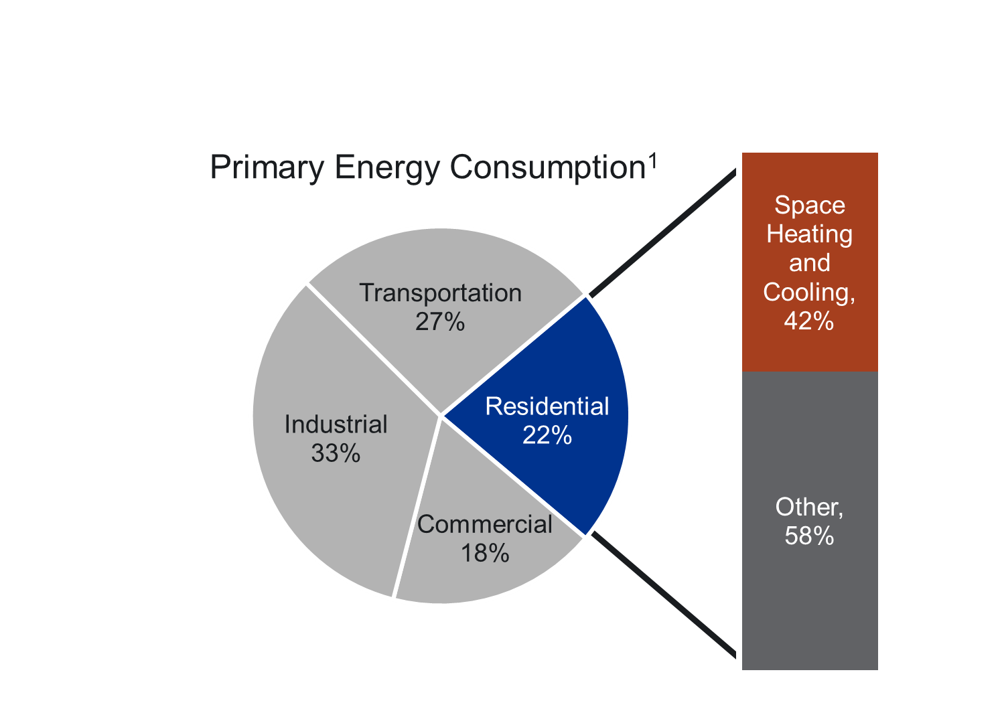 Primary Energy Consumption¹
Transportation
27%
Residential
22%
Industrial
33%
Commercial
18%
Space
Heating
and
Cooling,
42%
Other,
58%